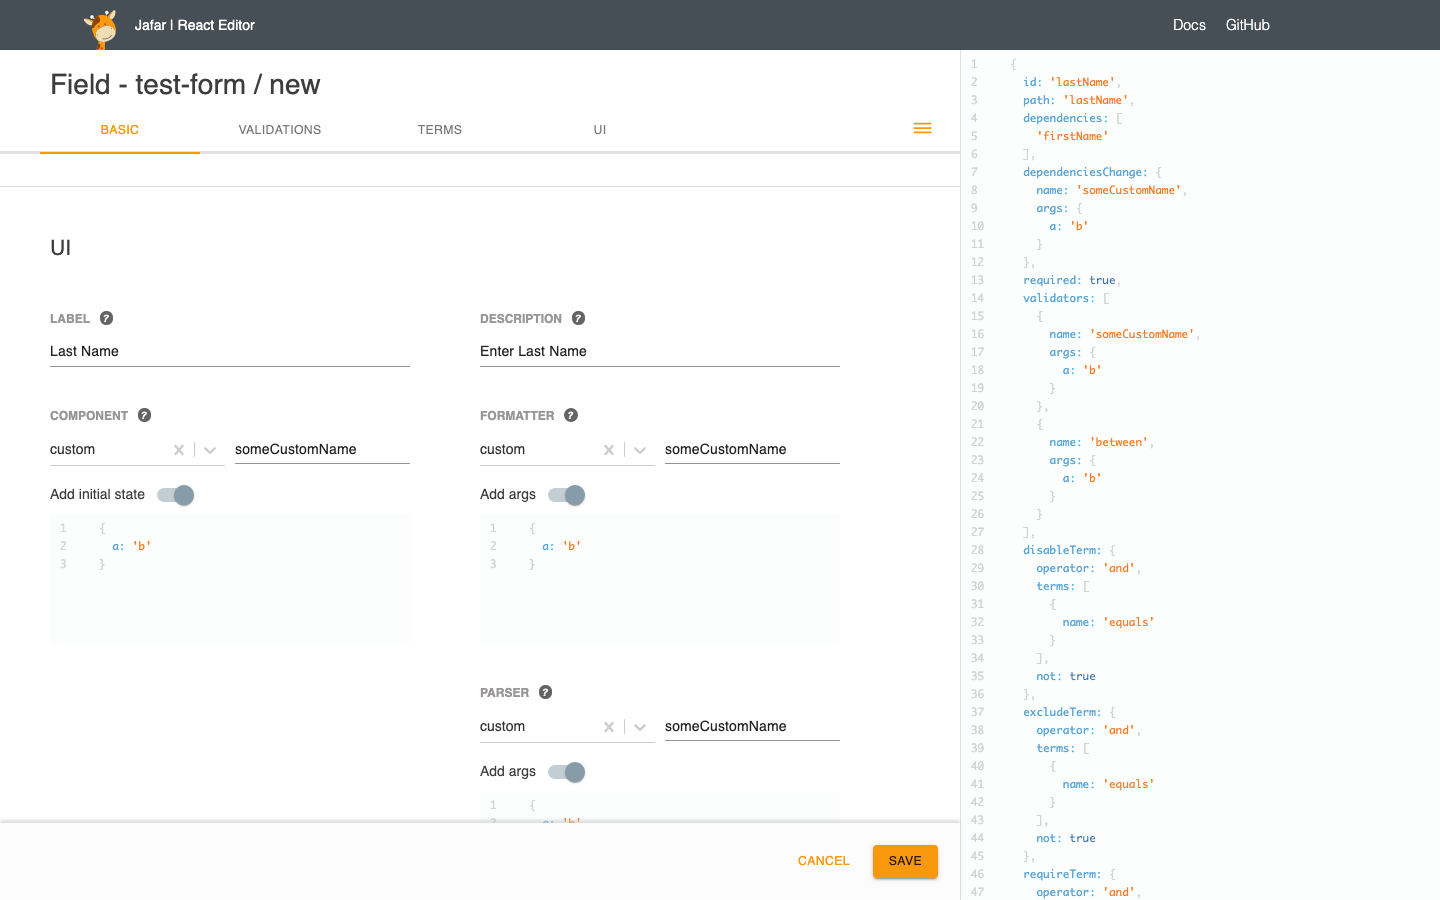 Jafar | React Editor
Docs GitHub
Field - test-form / new
BASIC VALIDATIONS TERMS UI
UI
LABEL ?
Last Name
DESCRIPTION ?
Enter Last Name
COMPONENT ?
custom someCustomName
Add initial state
1 {
2 a: 'b'
3 }
FORMATTER ?
custom someCustomName
Add args
1 {
2 a: 'b'
3 }
PARSER ?
custom someCustomName
Add args
1 {
2 a: 'b'
CANCEL SAVE
1 {
2 id: 'lastName',
3 path: 'lastName',
4 dependencies: [
5 'firstName'
6 ],
7 dependenciesChange: {
8 name: 'someCustomName',
9 args: {
10 a: 'b'
11 }
12 },
13 required: true,
14 validators: [
15 {
16 name: 'someCustomName',
17 args: {
18 a: 'b'
19 }
20 },
21 {
22 name: 'between',
23 args: {
24 a: 'b'
25 }
26 }
27 ],
28 disableTerm: {
29 operator: 'and',
30 terms: [
31 {
32 name: 'equals'
33 }
34 ],
35 not: true
36 },
37 excludeTerm: {
38 operator: 'and',
39 terms: [
40 {
41 name: 'equals'
42 }
43 ],
44 not: true
45 },
46 requireTerm: {
47 operator: 'and',